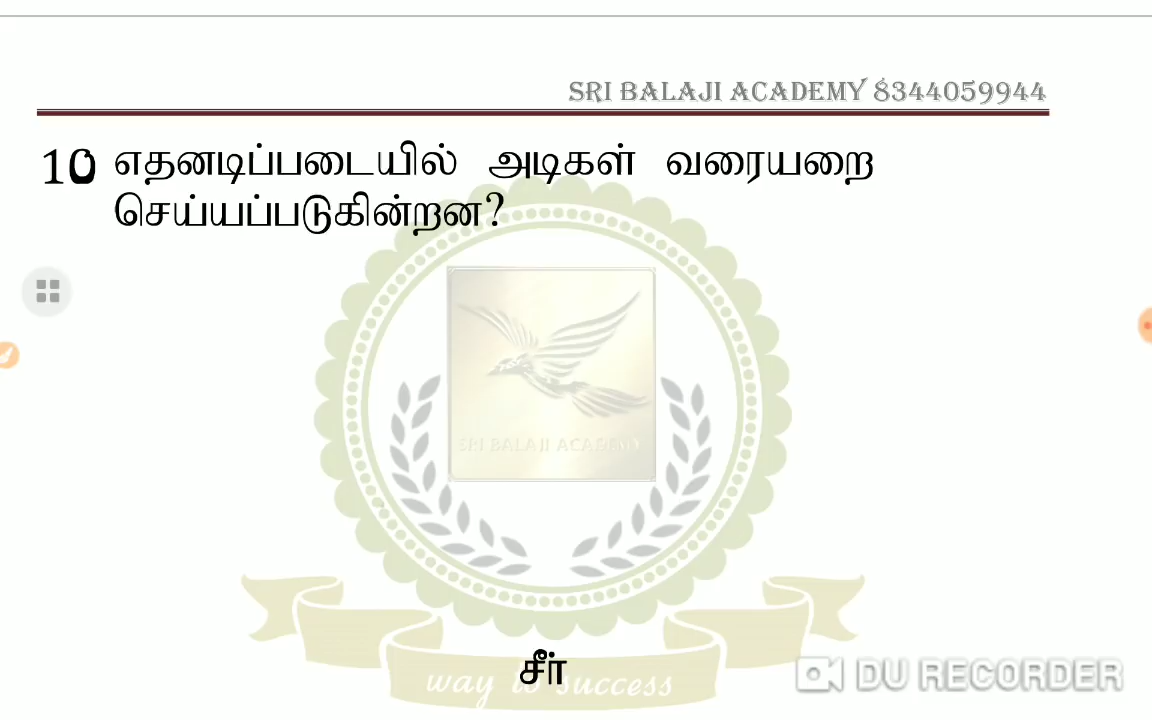 SRI BALAJI ACADEMY 8344059944
10 எதனடிப்படையில் அடிகள் வரையறை
செய்யப்படுகின்றன?
SRI BALAJI ACADEMY
சீர்
way to success
DU RECORDER